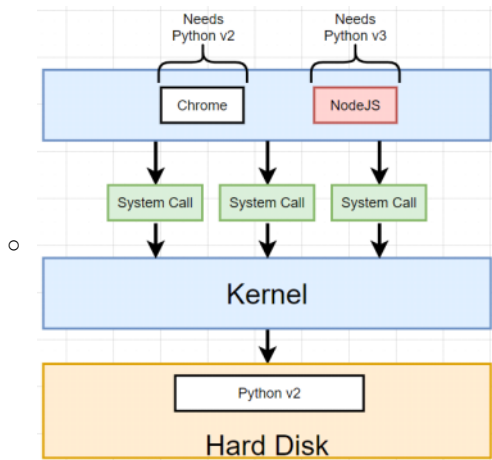 Needs
Python v2
Needs
Python v3
Chrome
NodeJS
System Call
System Call
System Call
Kernel
Python v2
Hard Disk